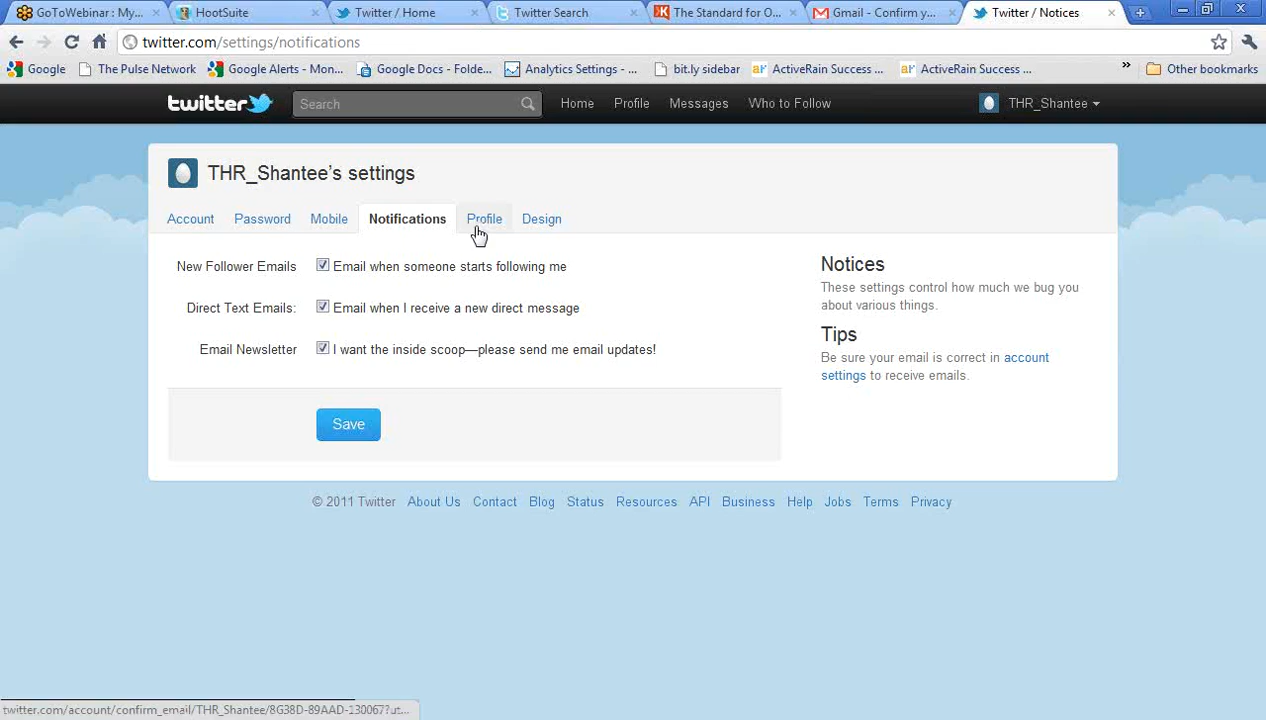 GoToWebinar : My...
HootSuite
Twitter / Home
Twitter Search
The Standard for O...
Gmail - Confirm y...
Twitter / Notices
twitter.com/settings/notifications
Google
The Pulse Network
Google Alerts - Mon...
Google Docs - Folde...
Analytics Settings - ...
bit.ly sidebar
ActiveRain Success ...
ActiveRain Success ...
»
Other bookmarks
twitter
Search
Home
Profile
Messages
Who to Follow
THR_Shantee
THR_Shantee's settings
Account
Password
Mobile
Notifications
Profile
Design
New Follower Emails
Email when someone starts following me
Direct Text Emails:
Email when I receive a new direct message
Email Newsletter
I want the inside scoop—please send me email updates!
Save
Notices
These settings control how much we bug you
about various things.
Tips
Be sure your email is correct in account
settings to receive emails.
© 2011 Twitter About Us Contact Blog Status Resources API Business Help Jobs Terms Privacy
twitter.com/account/confirm_email/THR_Shantee/8G38D-89AAD-130067?ut...